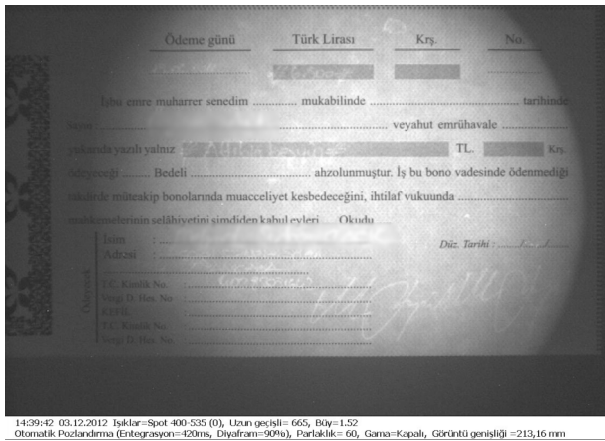 Ödeme günü Türk Lirası Krş. No.
İşbu emre muharrer senedim .............. mukabilinde ................................................ tarihinde
veyahut emrühavale .....................
yukarıda yazılı yalnız TL. Krş.
ödeyeceği ........ Bedeli ........................................ ahzolunmuştur. İş bu bono vadesinde ödenmediği
takdirde müteakip bonolarında muacceliyet kesbedeceğini, ihtilaf vukuunda ...................................
mahkemelerinin selâhiyetini şimdiden kabul eyleri Okudu
İsim :
Düz. Tarihi : ....../....../......
Adresi :
Ödeyecek
T.C. Kimlik No. :
Vergi D. Hes. No :
KEFİL :
T.C. Kimlik No. :
Vergi D. Hes. No. :
14:39:42 03.12.2012 Işıklar=Spot 400-535 (0), Uzun geçişli= 665, Büy=1.52
Otomatik Pozlandırma (Entegrasyon=420ms, Diyafram=90%), Parlaklık= 60, Gama=Kapalı, Görüntü genişliği =213,16 mm